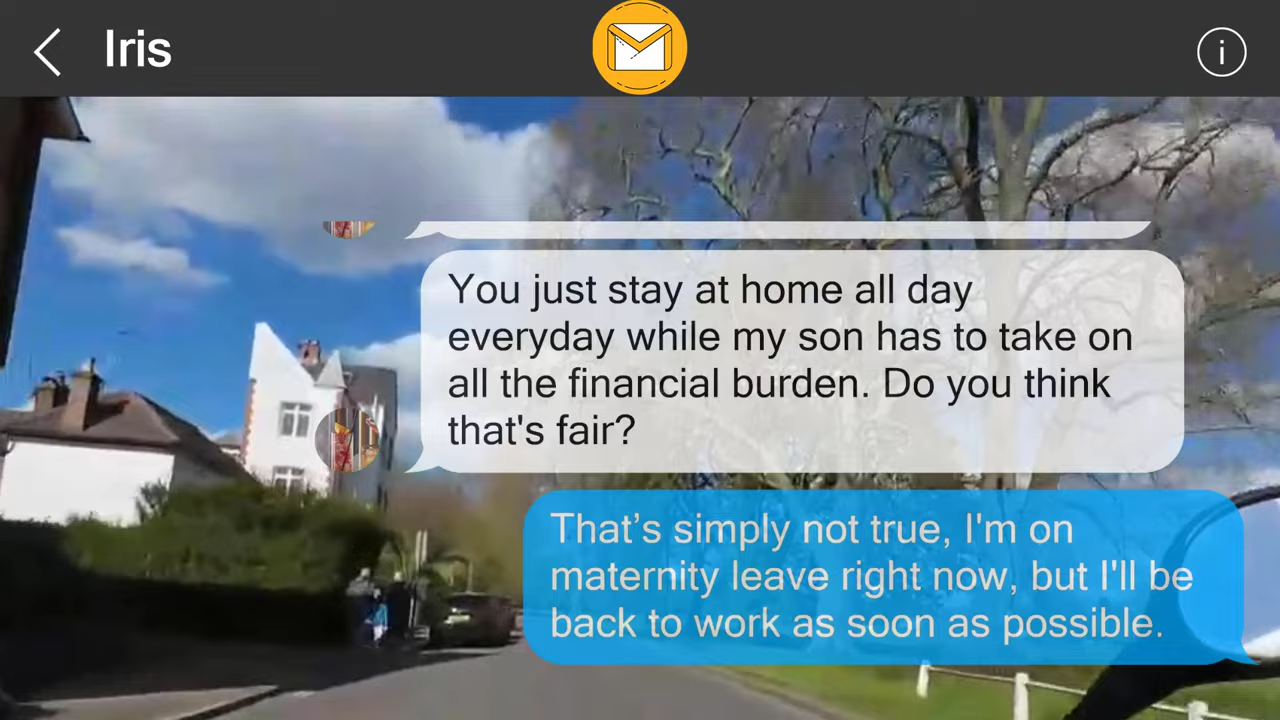 Iris
i
You just stay at home all day
everyday while my son has to take on
all the financial burden. Do you think
that's fair?
That’s simply not true, I'm on
maternity leave right now, but I'll be
back to work as soon as possible.